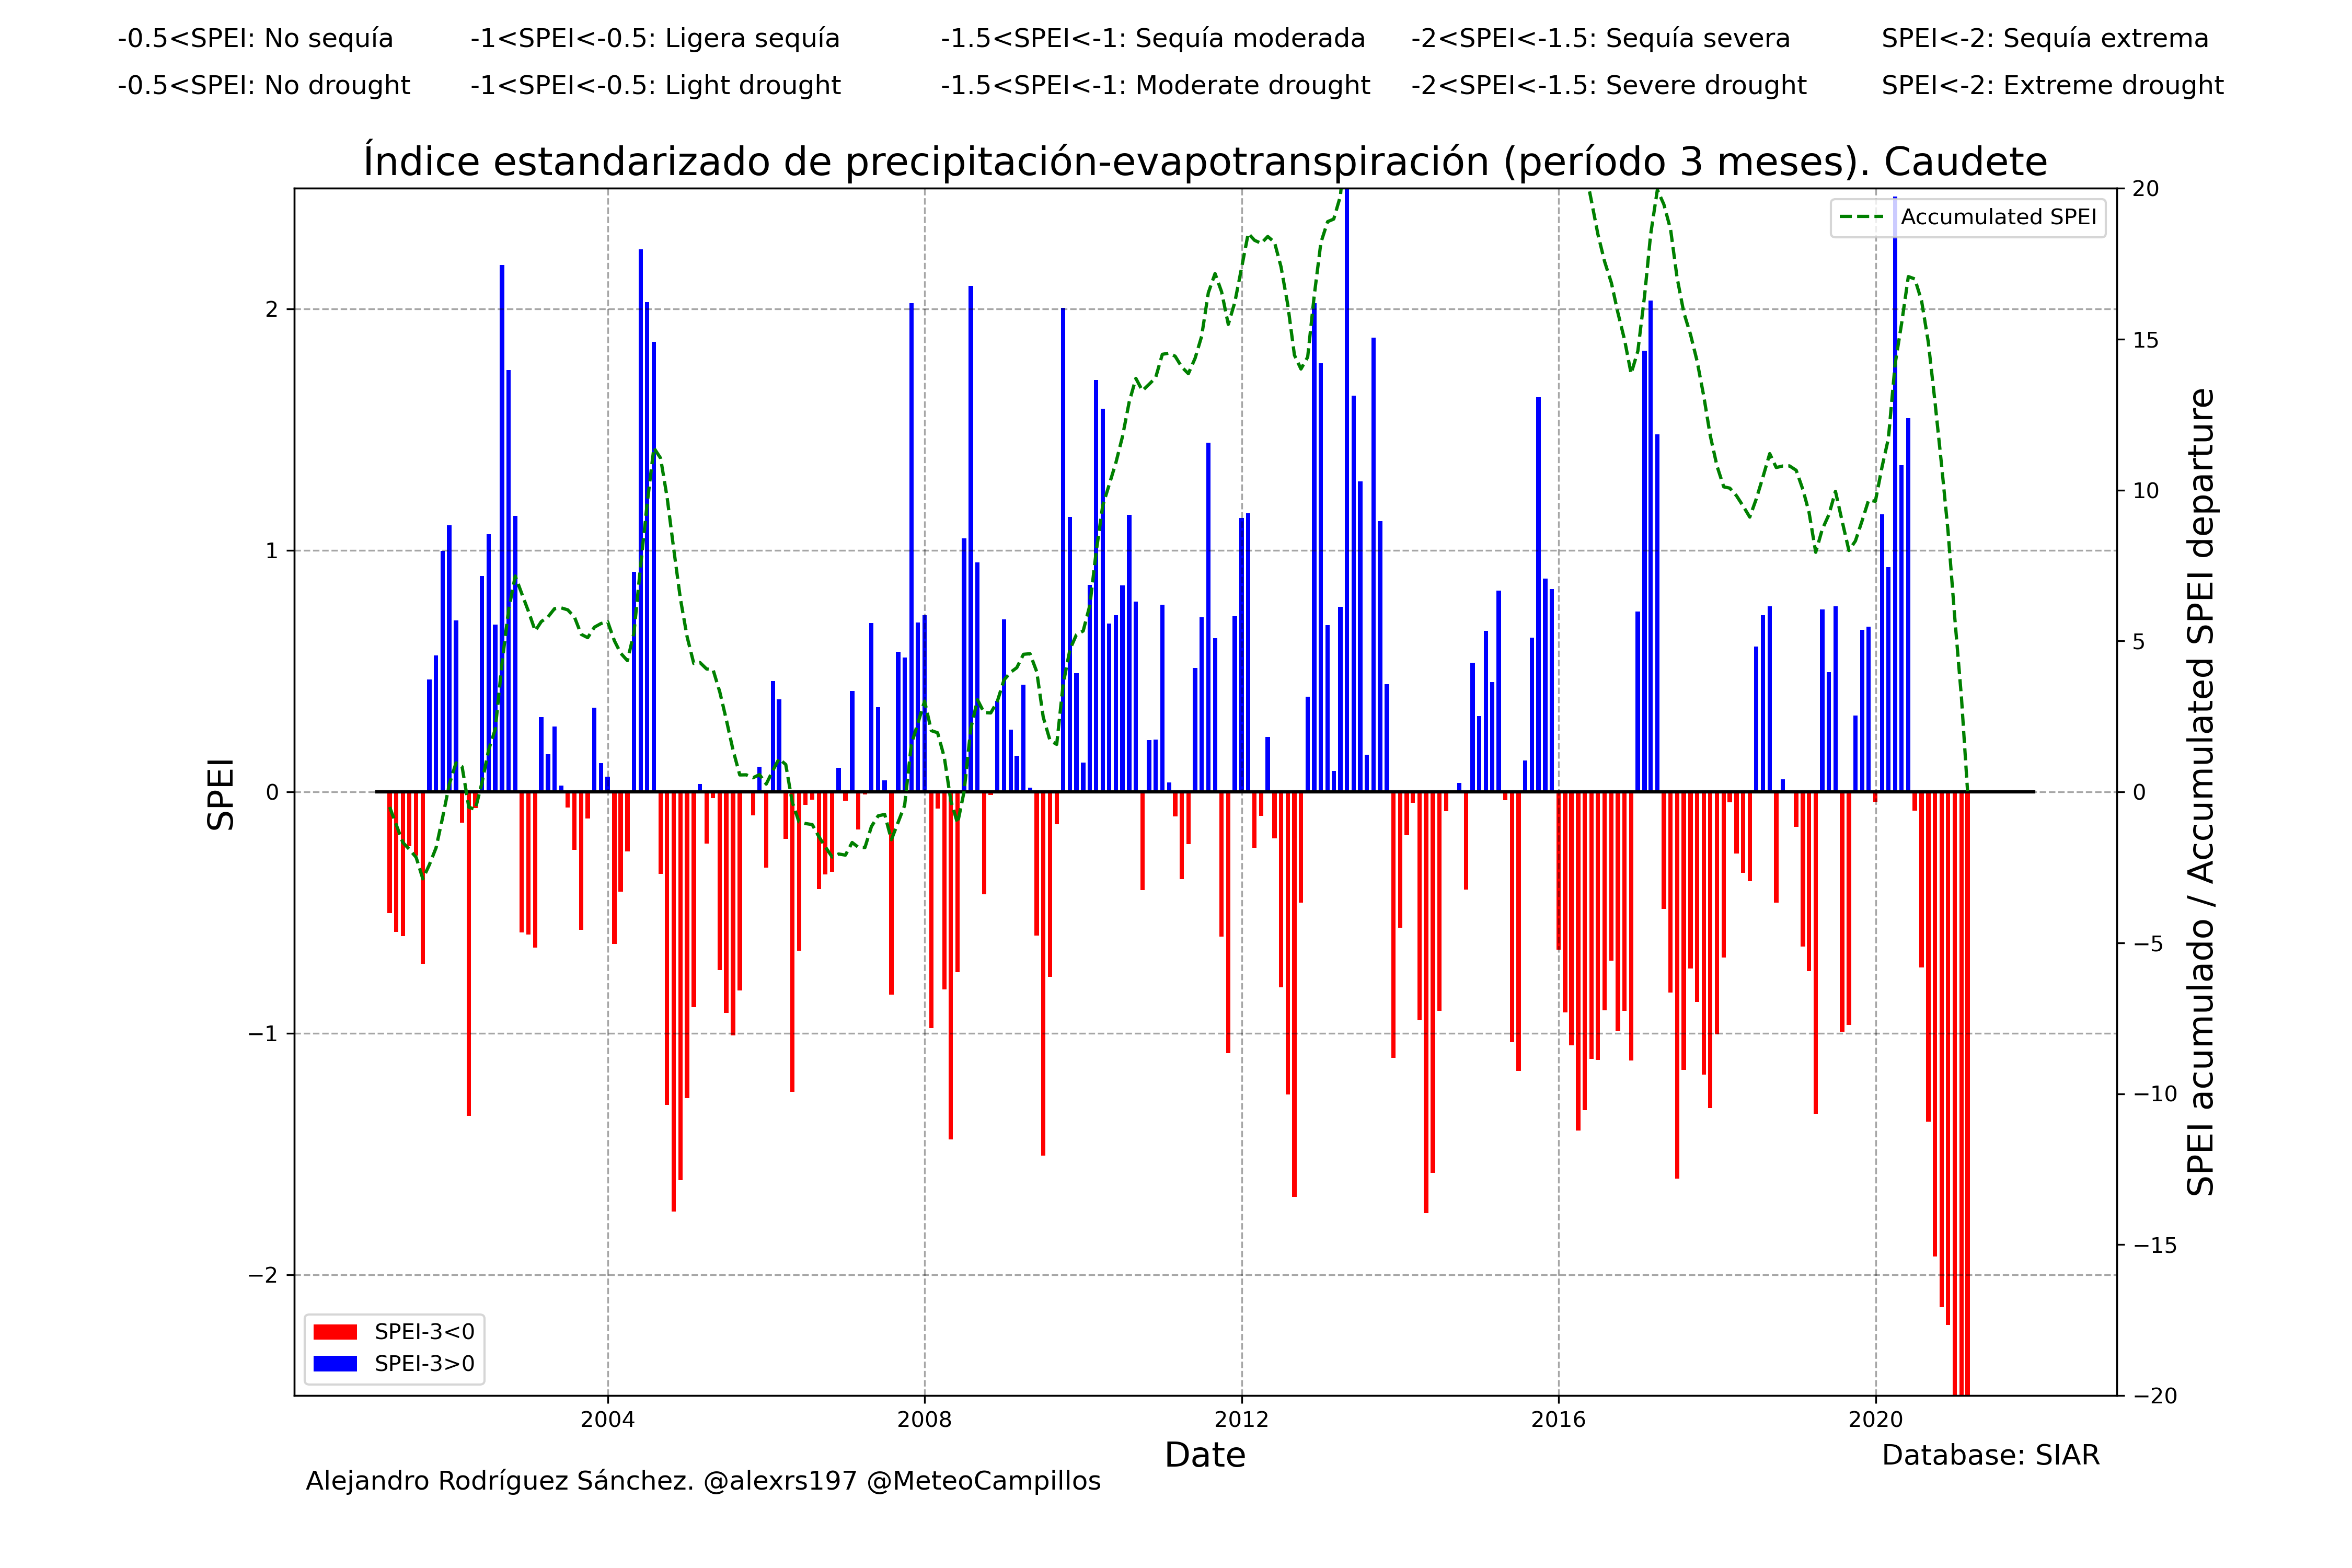 -0.5<SPEI: No sequía -1<SPEI<-0.5: Ligera sequía -1.5<SPEI<-1: Sequía moderada -2<SPEI<-1.5: Sequía severa SPEI<-2: Sequía extrema
-0.5<SPEI: No drought -1<SPEI<-0.5: Light drought -1.5<SPEI<-1: Moderate drought -2<SPEI<-1.5: Severe drought SPEI<-2: Extreme drought
Índice estandarizado de precipitación-evapotranspiración (período 3 meses). Caudete
Accumulated SPEI
SPEI
2
1
0
−1
−2
20
15
10
5
0
−5
−10
−15
−20
SPEI acumulado / Accumulated SPEI departure
SPEI-3<0
SPEI-3>0
2004 2008 2012 2016 2020
Date
Database: SIAR
Alejandro Rodríguez Sánchez. @alexrs197 @MeteoCampillos